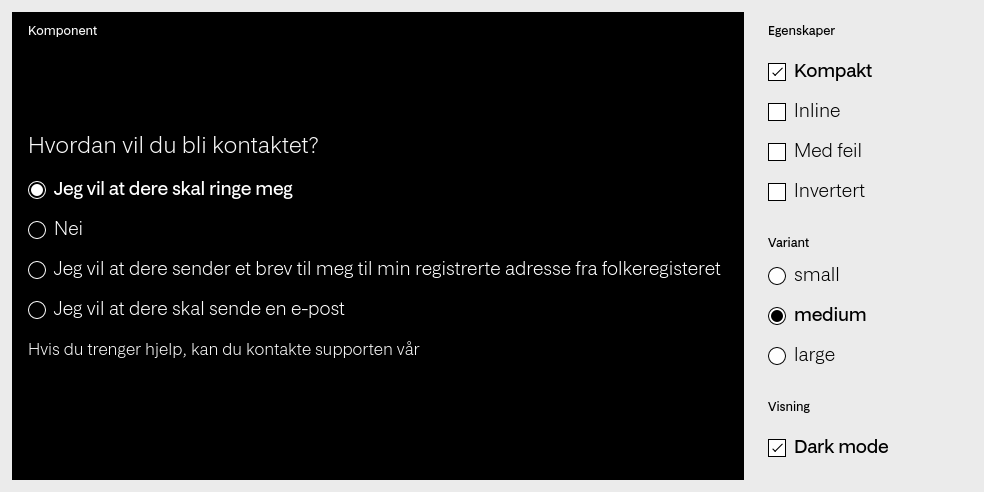 Komponent
Hvordan vil du bli kontaktet?
Jeg vil at dere skal ringe meg
Nei
Jeg vil at dere sender et brev til meg til min registrerte adresse fra folkeregisteret
Jeg vil at dere skal sende en e-post
Hvis du trenger hjelp, kan du kontakte supporten vår
Egenskaper
Kompakt
Inline
Med feil
Invertert
Variant
small
medium
large
Visning
Dark mode